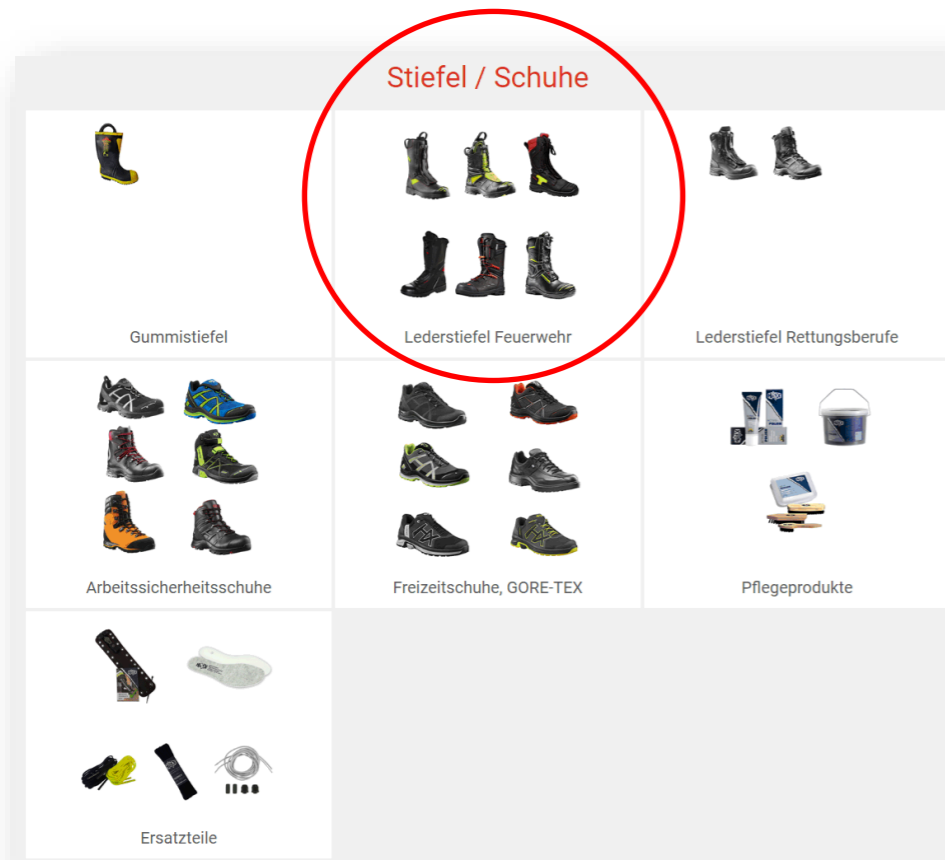 Stiefel / Schuhe
Gummistiefel
Lederstiefel Feuerwehr
Lederstiefel Rettungsberufe
Arbeitssicherheitsschuhe
Freizeitschuhe, GORE-TEX
Pflegeprodukte
Ersatzteile